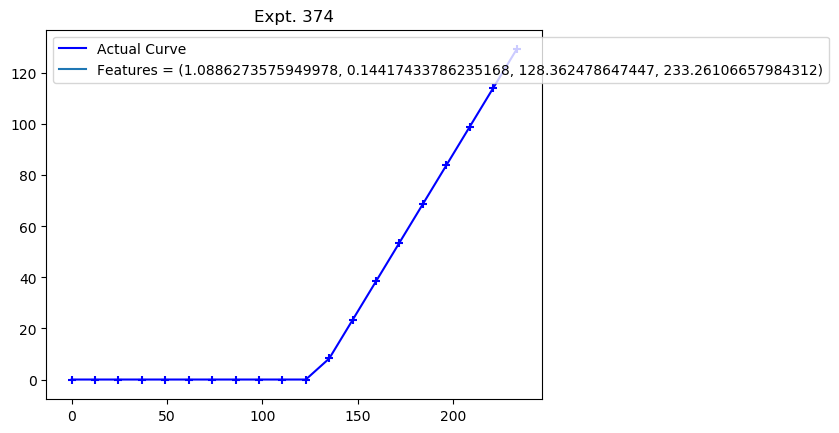 Expt. 374
Actual Curve
Features = (1.0886273575949978, 0.14417433786235168, 128.362478647447, 233.26106657984312)
120
100
80
60
40
20
0
0 50 100 150 200